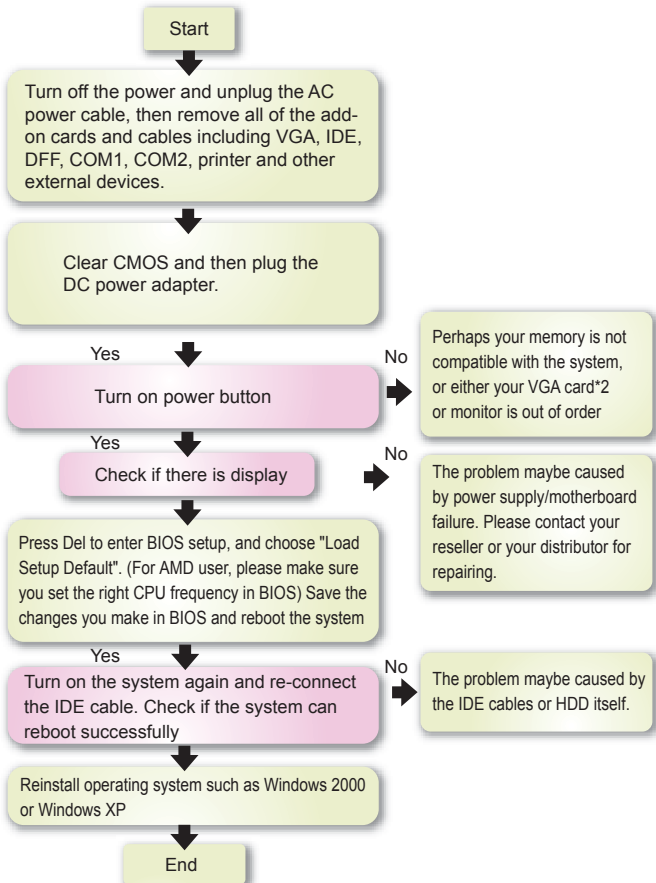 Start
Turn off the power and unplug the AC
power cable, then remove all of the add-
on cards and cables including VGA, IDE,
DFF, COM1, COM2, printer and other
external devices.
Clear CMOS and then plug the
DC power adapter.
Yes
No
Turn on power button
Perhaps your memory is not
compatible with the system,
or either your VGA card*2
or monitor is out of order
Yes
No
Check if there is display
The problem maybe caused
by power supply/motherboard
failure. Please contact your
reseller or your distributor for
repairing.
Press Del to enter BIOS setup, and choose "Load
Setup Default". (For AMD user, please make sure
you set the right CPU frequency in BIOS) Save the
changes you make in BIOS and reboot the system
Yes
No
Turn on the system again and re-connect
the IDE cable. Check if the system can
reboot successfully
The problem maybe caused by
the IDE cables or HDD itself.
Reinstall operating system such as Windows 2000
or Windows XP
End